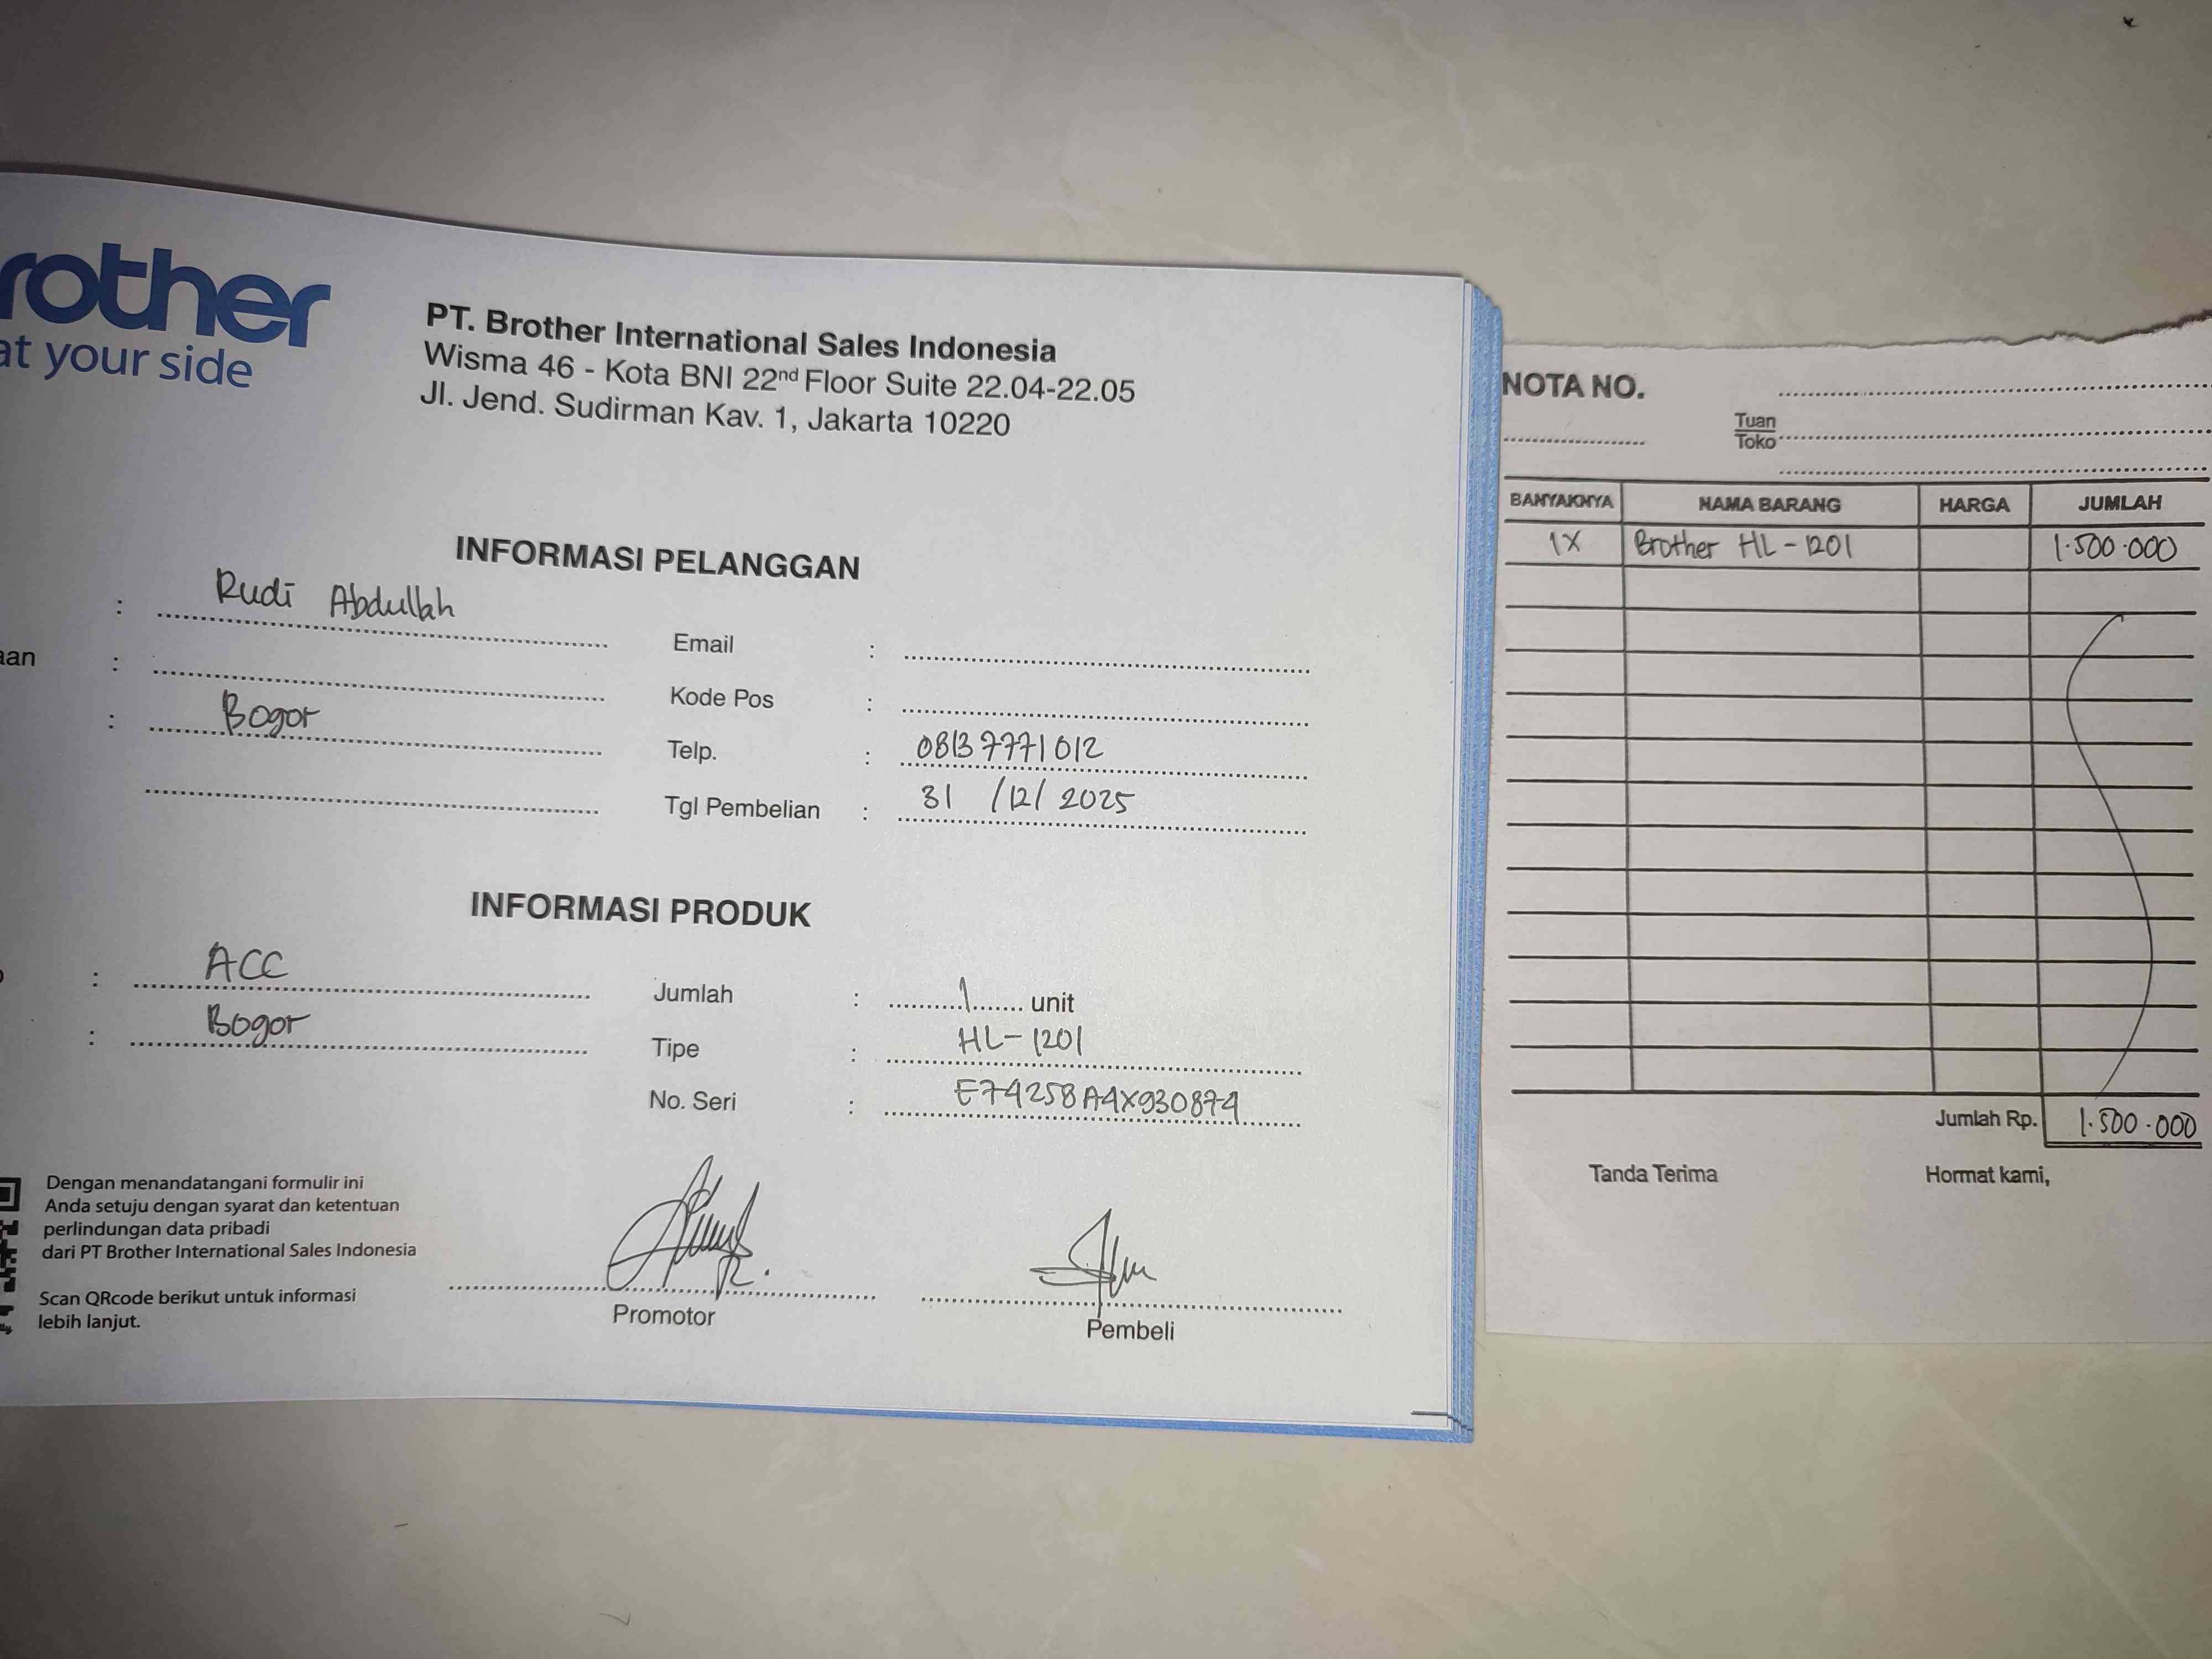 rother
at your side
PT. Brother International Sales Indonesia
Wisma 46 - Kota BNI 22nd Floor Suite 22.04-22.05
Jl. Jend. Sudirman Kav. 1, Jakarta 10220
INFORMASI PELANGGAN
: Rudi Abdullah
Email :
aan :
Kode Pos :
: Bogor
Telp. : 08137771012
Tgl Pembelian : 31 /12/ 2025
INFORMASI PRODUK
: ACC
Jumlah : 1 unit
: Bogor
Tipe : HL-1201
No. Seri : E74258A4X930874
Dengan menandatangani formulir ini
Anda setuju dengan syarat dan ketentuan
perlindungan data pribadi
dari PT Brother International Sales Indonesia
Scan QRcode berikut untuk informasi
lebih lanjut.
Promotor
Pembeli
NOTA NO.
Tuan
Toko
BANYAKNYA NAMA BARANG HARGA JUMLAH
1X Brother HL-1201 1.500.000
Jumlah Rp. 1.500.000
Tanda Terima Hormat kami,